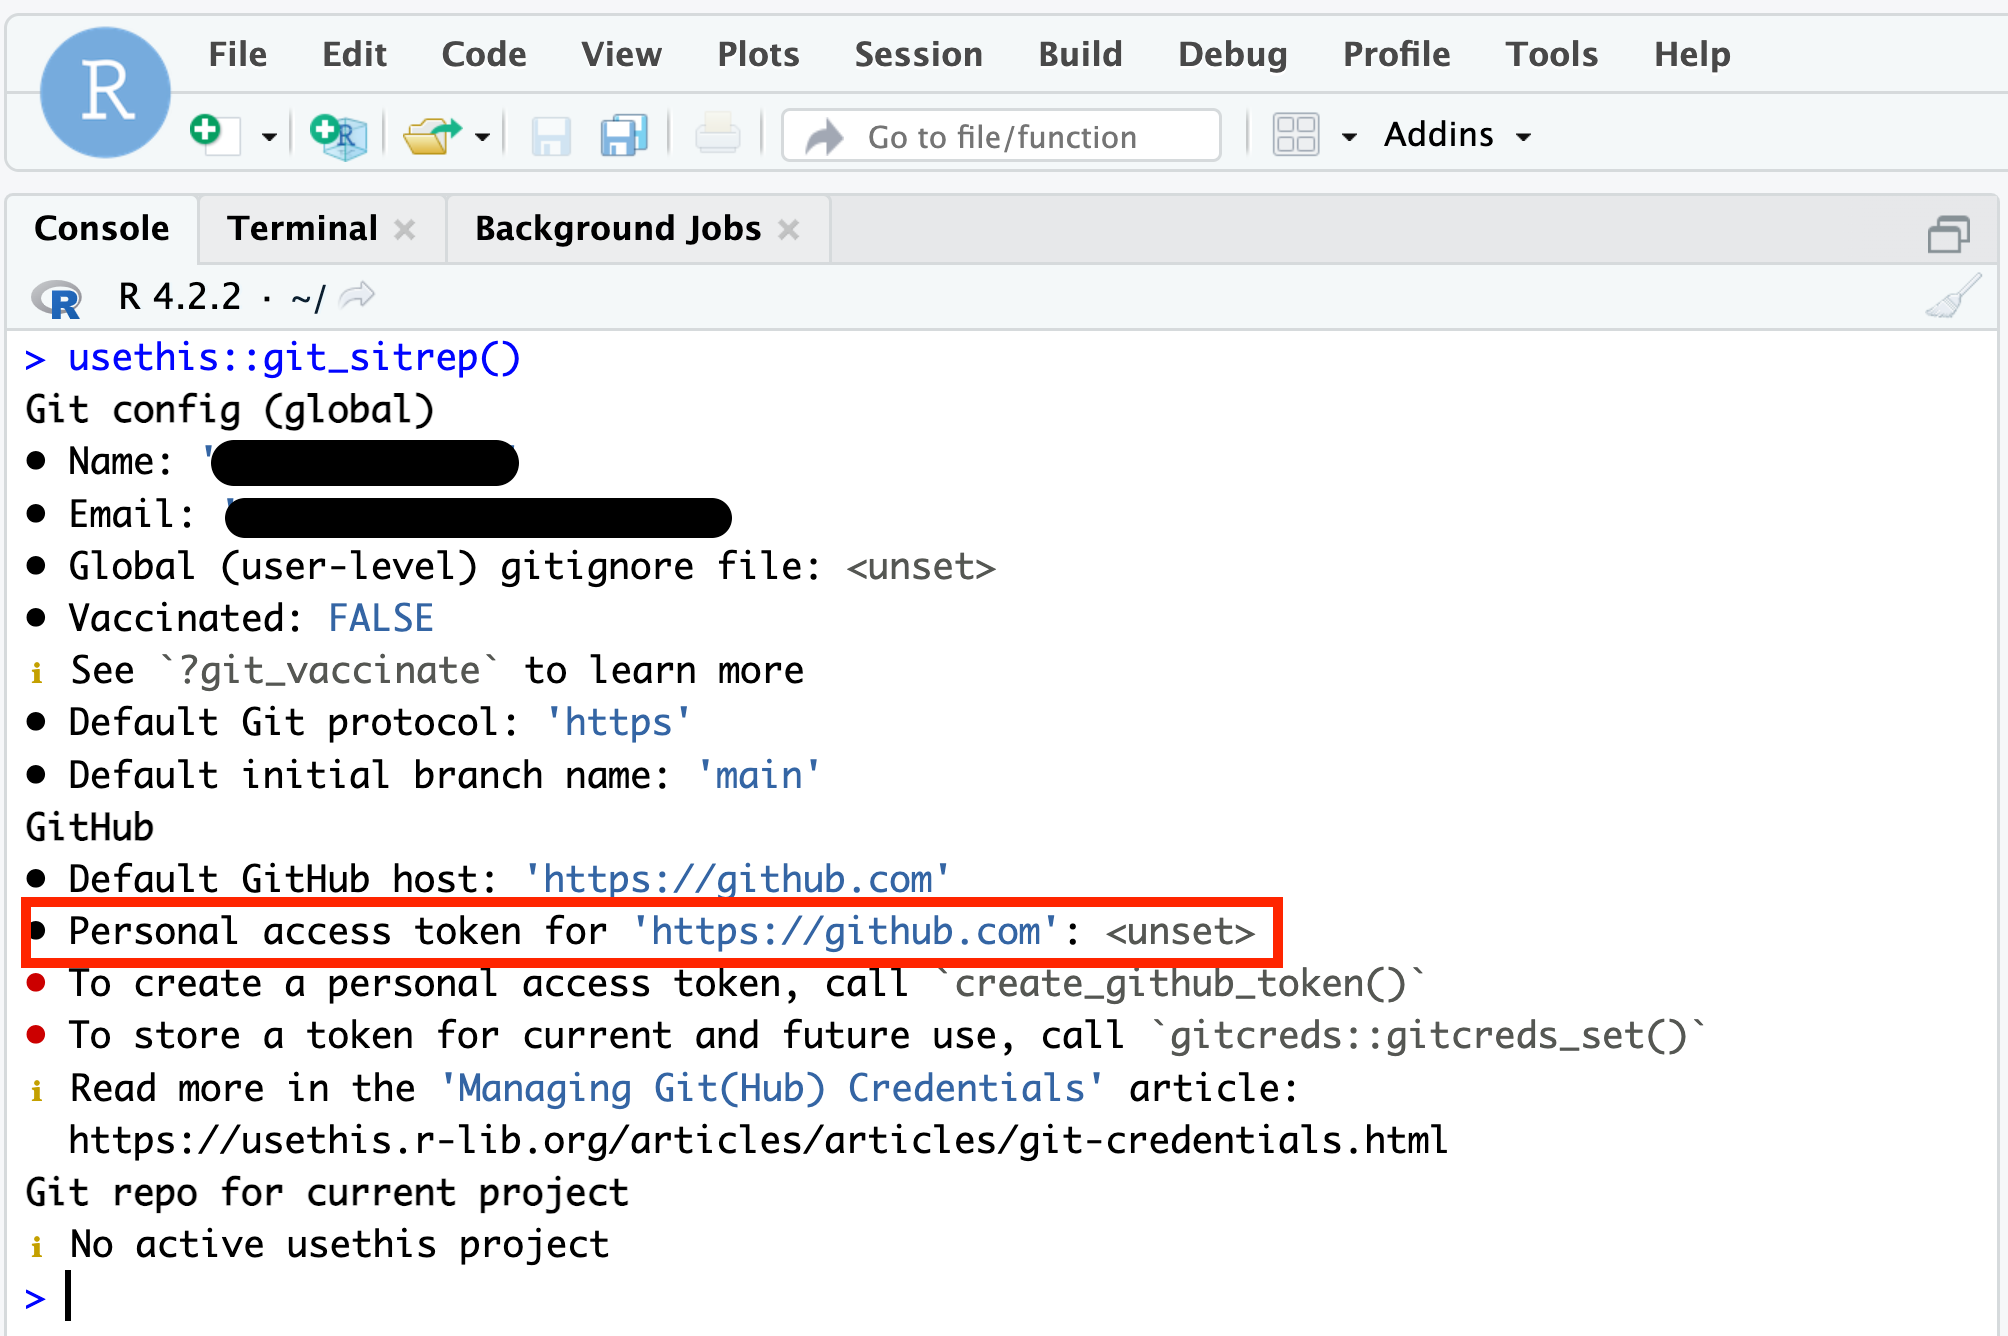 R
File Edit Code View Plots Session Build Debug Profile Tools Help
R Go to file/function Addins
Console Terminal × Background Jobs ×
R R 4.2.2 · ~/
> usethis::git_sitrep()
Git config (global)
● Name: '
● Email: '
● Global (user-level) gitignore file: <unset>
● Vaccinated: FALSE
ℹ See `?git_vaccinate` to learn more
● Default Git protocol: 'https'
● Default initial branch name: 'main'
GitHub
● Default GitHub host: 'https://github.com'
● Personal access token for 'https://github.com': <unset>
● To create a personal access token, call `create_github_token()`
● To store a token for current and future use, call `gitcreds::gitcreds_set()`
ℹ Read more in the 'Managing Git(Hub) Credentials' article:
https://usethis.r-lib.org/articles/articles/git-credentials.html
Git repo for current project
ℹ No active usethis project
>